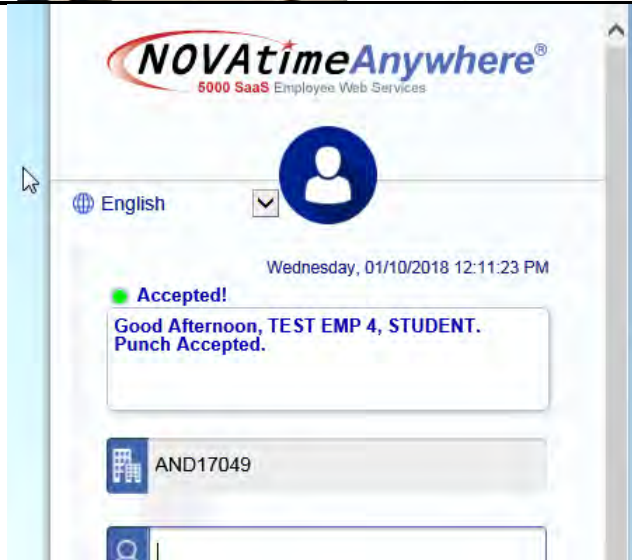 NOVAtimeAnywhere®
5000 SaaS Employee Web Services
English
Wednesday, 01/10/2018 12:11:23 PM
Accepted!
Good Afternoon, TEST EMP 4, STUDENT.
Punch Accepted.
AND17049